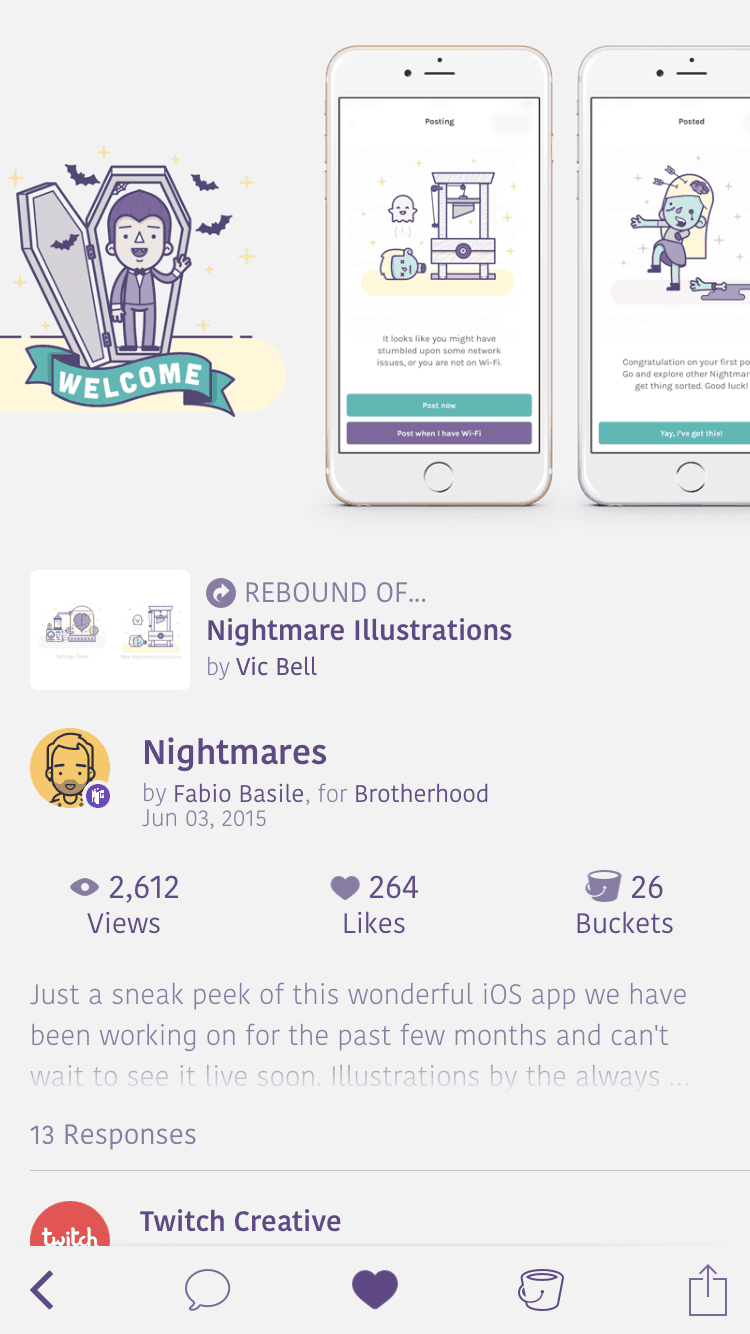 WELCOME
Posting
It looks like you might have
stumbled upon some network
issues, or you are not on Wi-Fi.
Post now
Post when I have Wi-Fi
Posted
Congratulation on your first po
Go and explore other Nightmar
get thing sorted. Good luck!
Yay, I've got this!
REBOUND OF...
Nightmare Illustrations
by Vic Bell
Nightmares
by Fabio Basile, for Brotherhood
Jun 03, 2015
2,612
Views
264
Likes
26
Buckets
Just a sneak peek of this wonderful iOS app we have
been working on for the past few months and can't
wait to see it live soon. Illustrations by the always ...
13 Responses
Twitch Creative
twitch